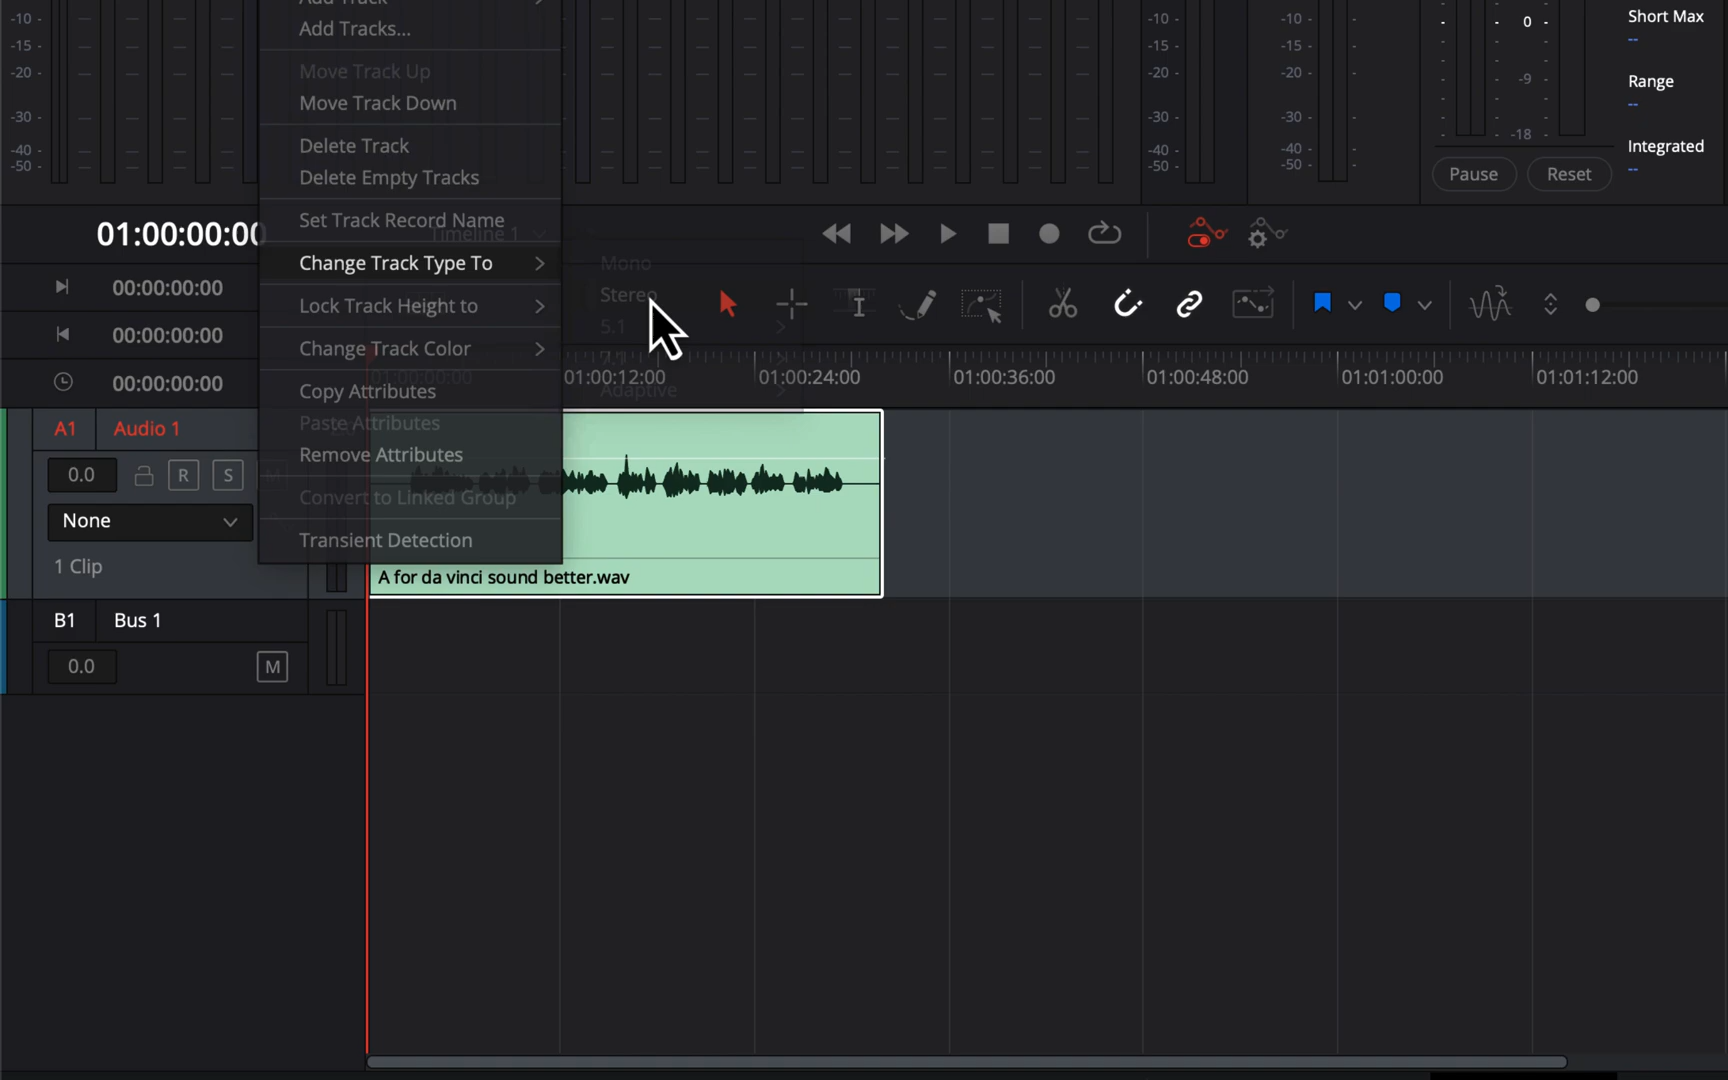 -10 -
-15 -
-20 -
-30 -
-40 -
-50 -
-10 -
-15 -
-20 -
-30 -
-40 -
-50 -
-10 -
-15 -
-20 -
-30 -
-40 -
-50 -
0
-9
-18
Short Max
--
Range
--
Integrated
--
Pause
Reset
Add Track
Add Tracks...
Move Track Up
Move Track Down
Delete Track
Delete Empty Tracks
Set Track Record Name
Change Track Type To
Lock Track Height to
Change Track Color
Copy Attributes
Paste Attributes
Remove Attributes
Convert to Linked Group
Transient Detection
Mono
Stereo
5.1
Adaptive
Timeline 1
01:00:00:00
00:00:00:00
00:00:00:00
00:00:00:00
01:00:00:00
01:00:12:00
01:00:24:00
01:00:36:00
01:00:48:00
01:01:00:00
01:01:12:00
A1 Audio 1
0.0 R S M
None
1 Clip
A for da vinci sound better.wav
B1 Bus 1
0.0 M